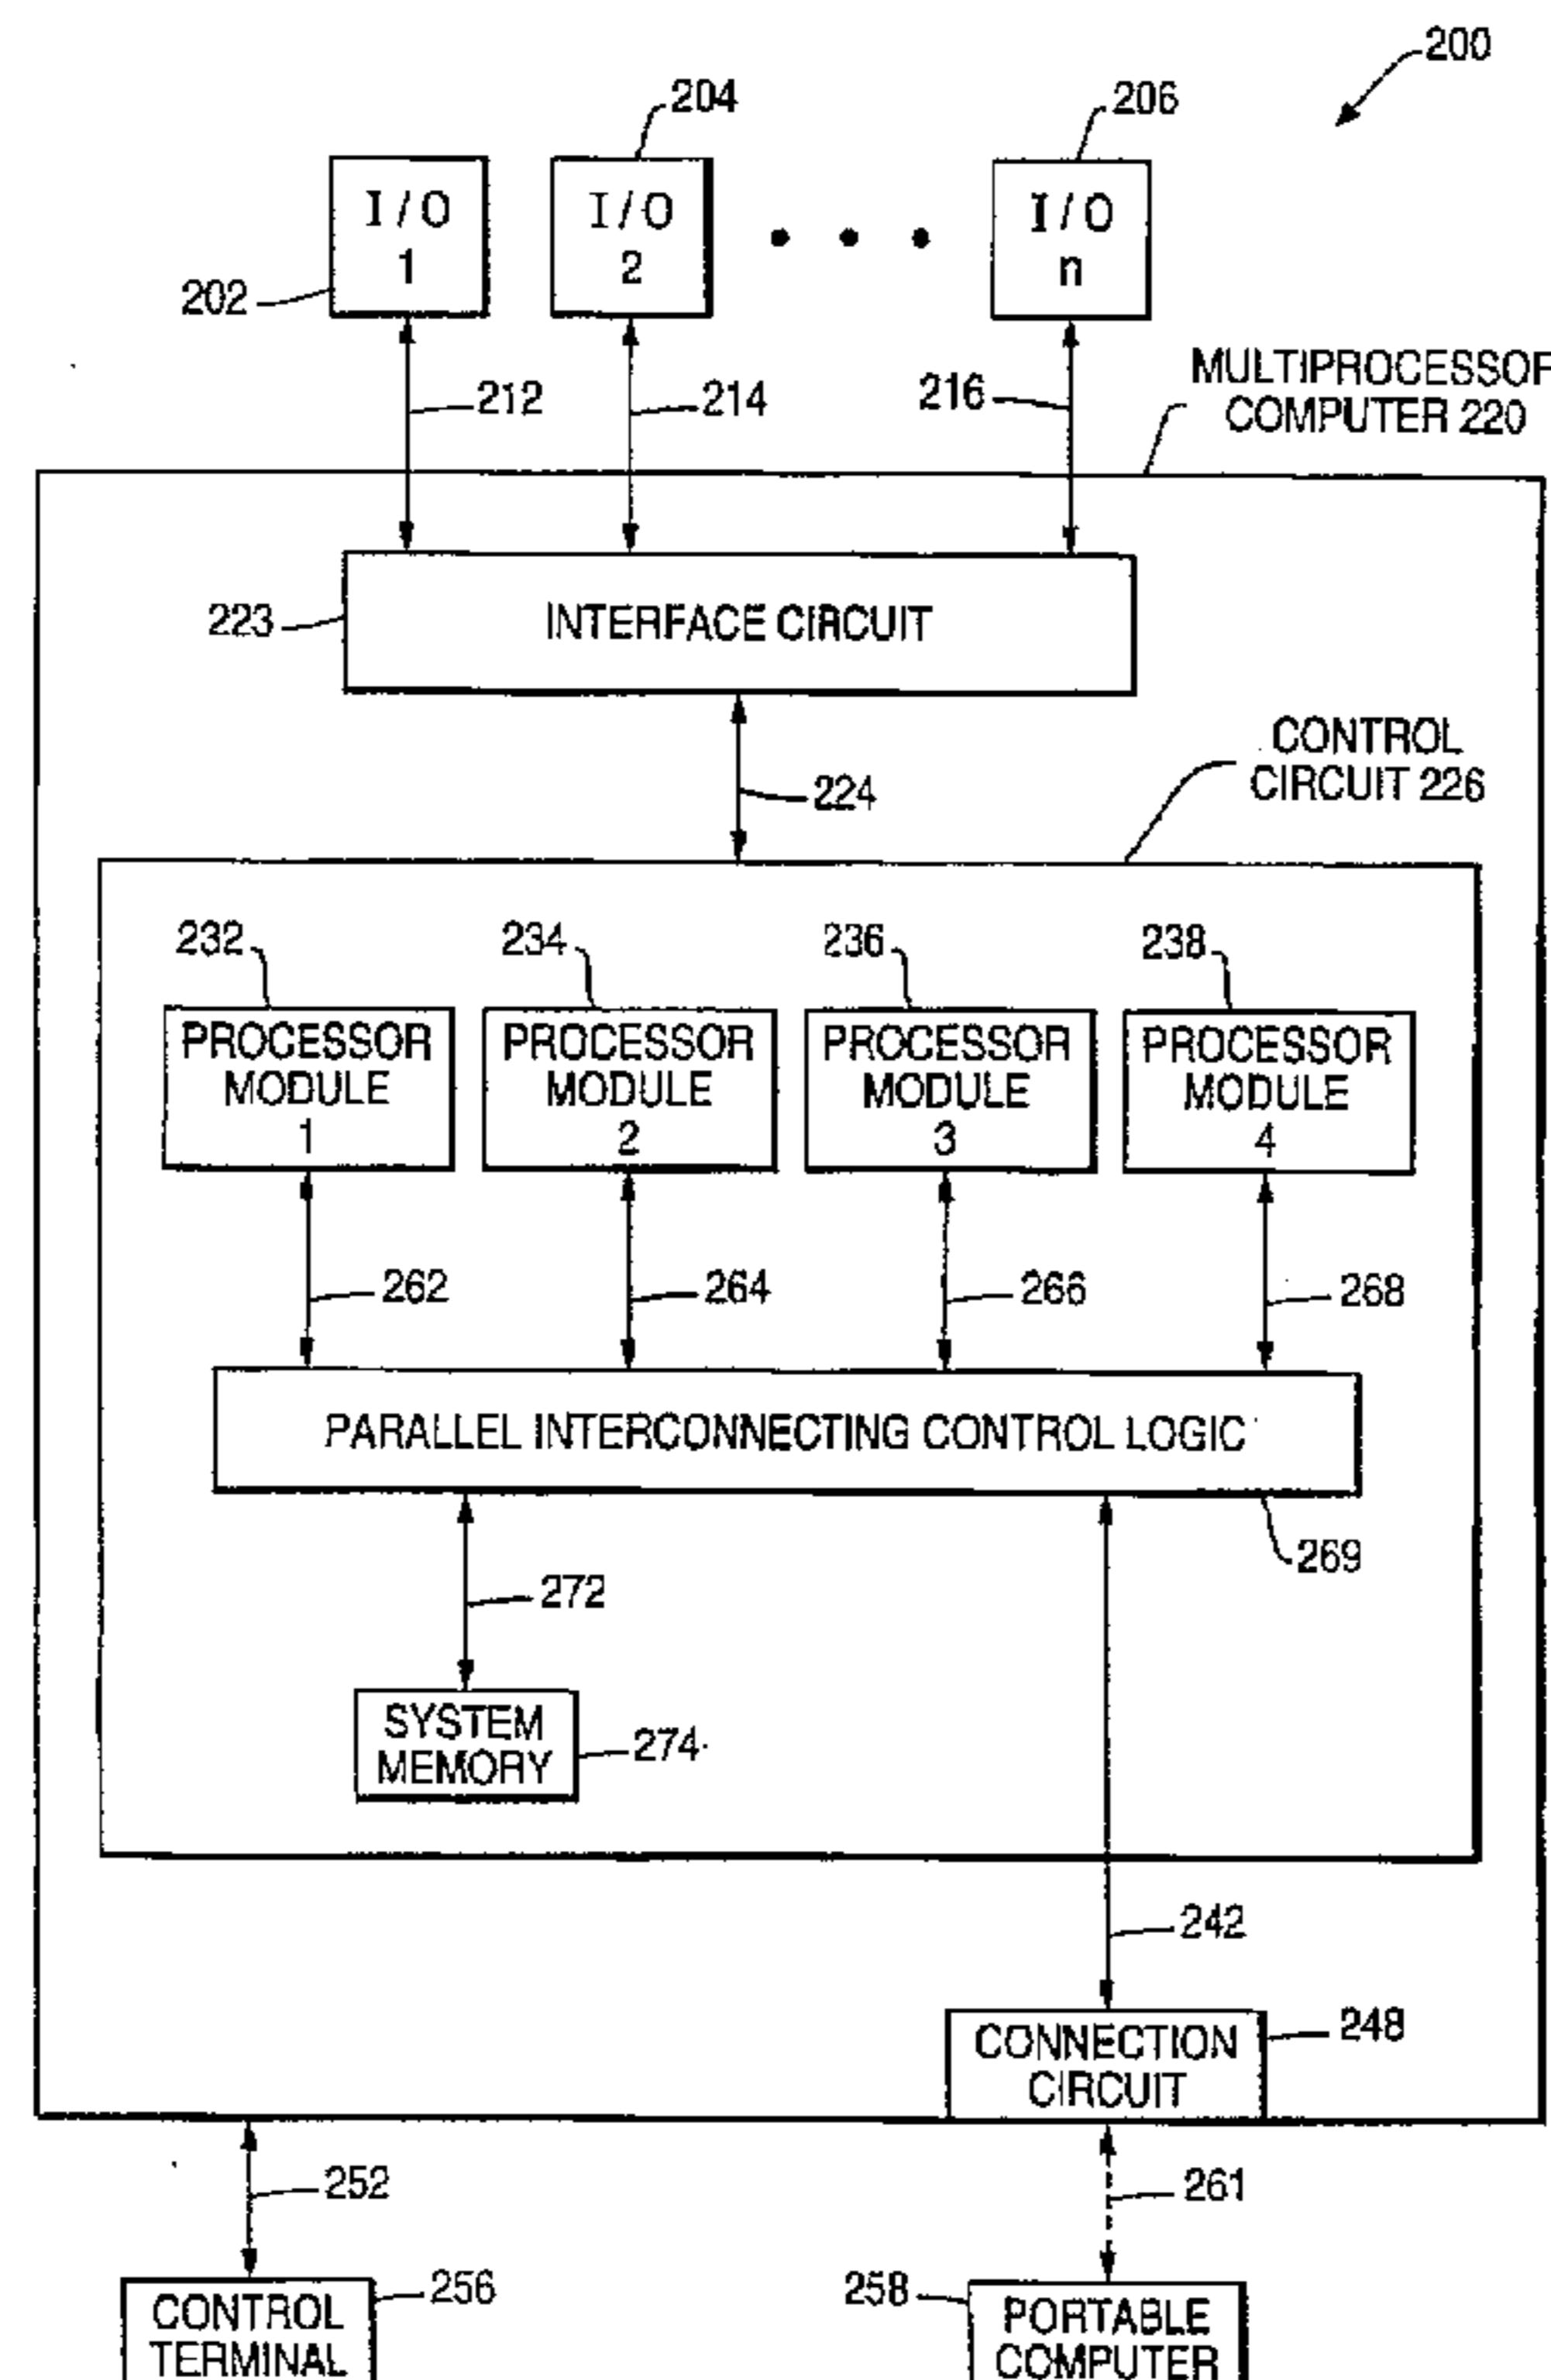 200
204
206
I/O
1
I/O
2
I/O
n
202
MULTIPROCESSOR
COMPUTER 220
212
214
216
223
INTERFACE CIRCUIT
CONTROL
CIRCUIT 226
224
232
234
236
238
PROCESSOR
MODULE
1
PROCESSOR
MODULE
2
PROCESSOR
MODULE
3
PROCESSOR
MODULE
4
262
264
266
268
PARALLEL INTERCONNECTING CONTROL LOGIC
269
272
SYSTEM
MEMORY
274
242
CONNECTION
CIRCUIT
248
252
261
256
258
CONTROL
TERMINAL
PORTABLE
COMPUTER